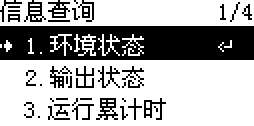 信息查询 1/4
→ 1. 环境状态 ↵
2. 输出状态
3. 运行累计时